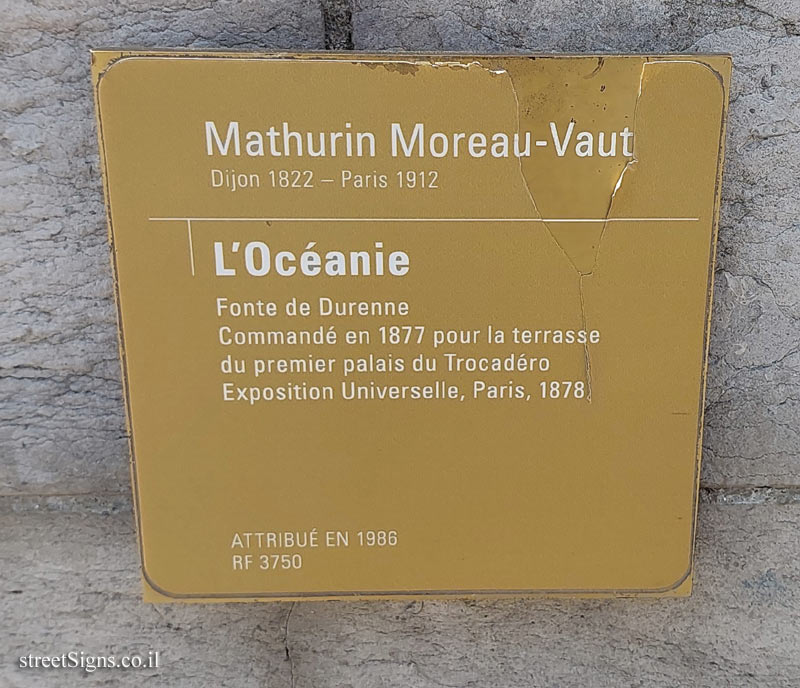 Mathurin Moreau-Vaut
Dijon 1822 – Paris 1912
L'Océanie
Fonte de Durenne
Commandé en 1877 pour la terrasse
du premier palais du Trocadéro
Exposition Universelle, Paris, 1878
ATTRIBUÉ EN 1986
RF 3750
streetSigns.co.il